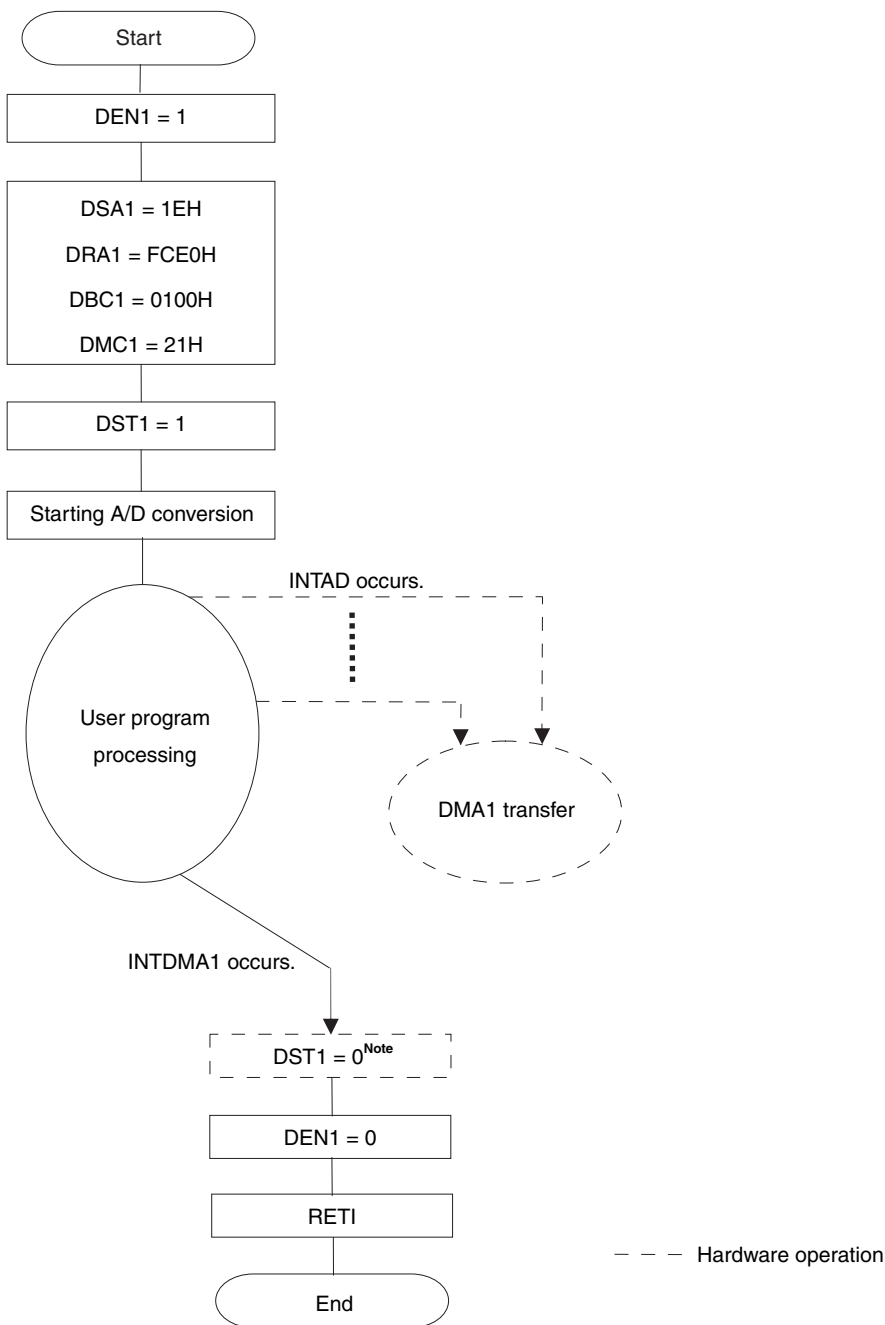 Start
DEN1 = 1
DSA1 = 1EH
DRA1 = FCE0H
DBC1 = 0100H
DMC1 = 21H
DST1 = 1
Starting A/D conversion
INTAD occurs.
User program
processing
DMA1 transfer
INTDMA1 occurs.
DST1 = 0Note
DEN1 = 0
RETI
Hardware operation
End